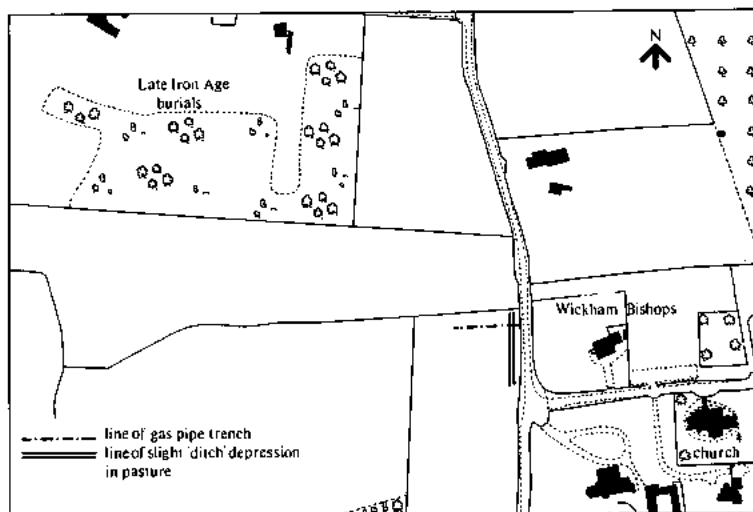 N
Late Iron Age
burials
Wickham Bishops
line of gas pipe trench
line of slight 'ditch' depression
in pasture
church